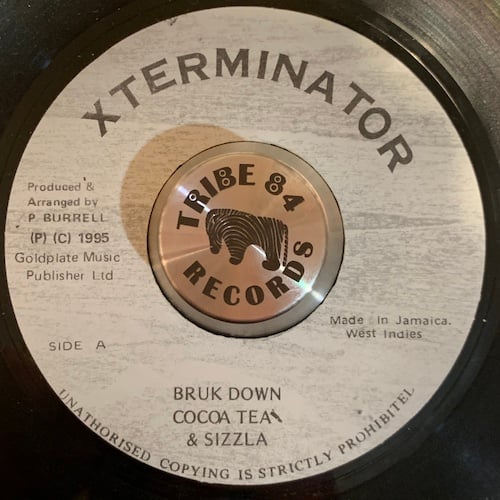 XTERMINATOR
Produced &
Arranged by
P. BURRELL
(P) (C) 1995
Goldplate Music
Publisher Ltd
TRIBE 84
RECORDS
Made in Jamaica.
West Indies
SIDE A
BRUK DOWN
COCOA TEA
& SIZZLA
UNATHORISED COPYING IS STRICTLY PROHIBITEL